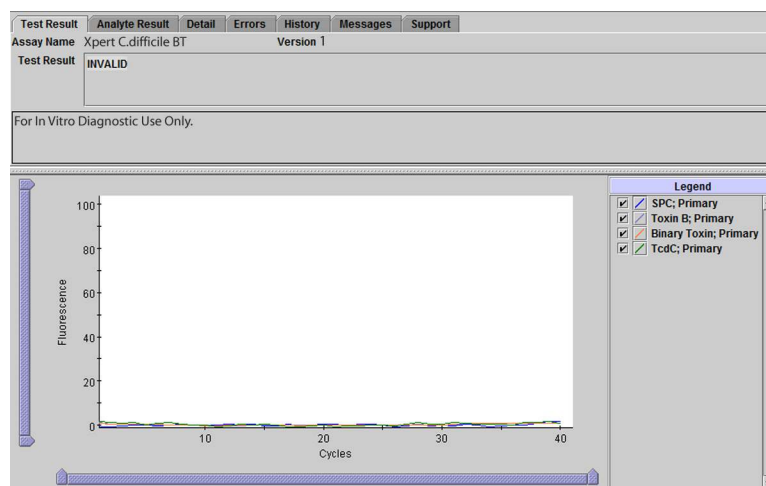 Test Result Analyte Result Detail Errors History Messages Support
Assay Name Xpert C.difficile BT Version 1
Test Result INVALID
For In Vitro Diagnostic Use Only.
Legend
SPC; Primary
Toxin B; Primary
Binary Toxin; Primary
TcdC; Primary
100
80
60
40
20
0
Fluorescence
10 20 30 40
Cycles